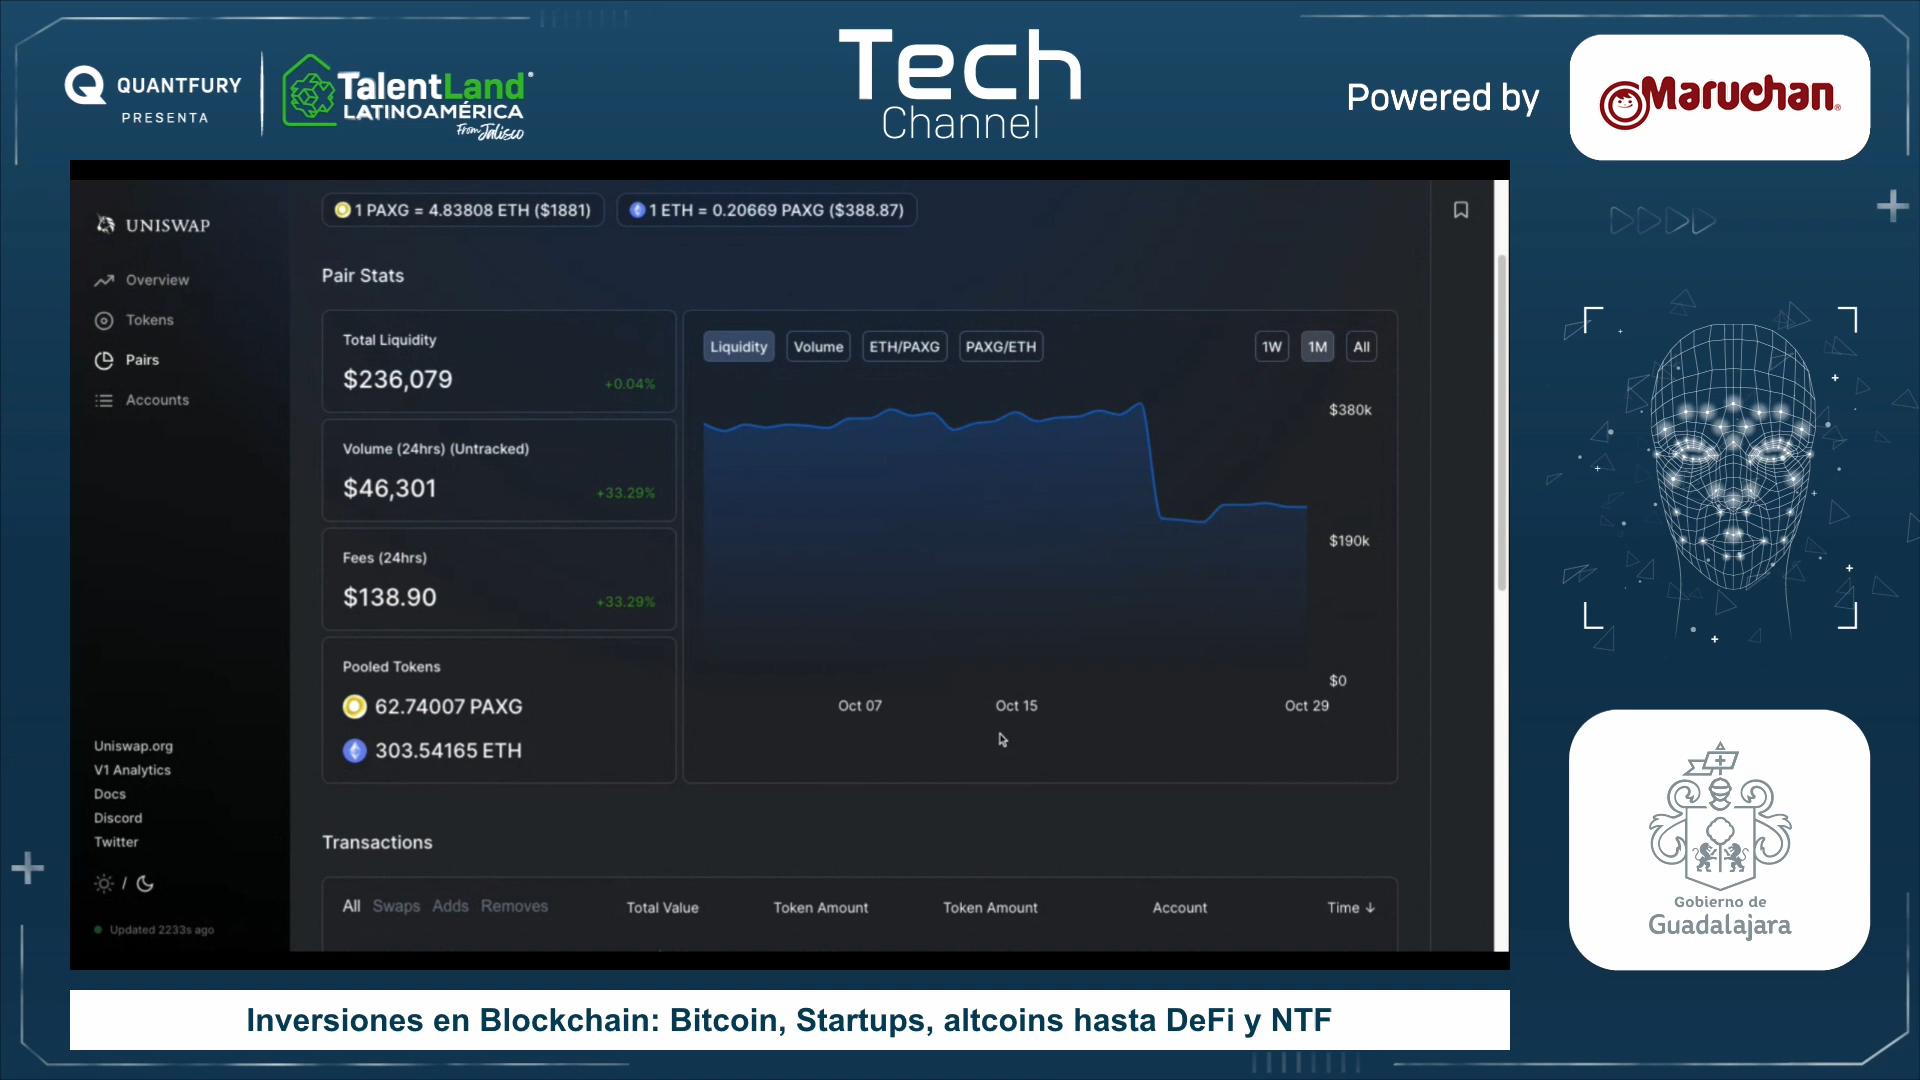 QUANTFURY
PRESENTA
TalentLand
LATINOAMÉRICA
From Jalisco
Tech
Channel
Powered by
Maruchan
UNISWAP
Overview
Tokens
Pairs
Accounts
1 PAXG = 4.83808 ETH ($1881)
1 ETH = 0.20669 PAXG ($388.87)
Pair Stats
Total Liquidity
$236,079
+0.04%
Volume (24hrs) (Untracked)
$46,301
+33.29%
Fees (24hrs)
$138.90
+33.29%
Pooled Tokens
62.74007 PAXG
303.54165 ETH
Liquidity Volume ETH/PAXG PAXG/ETH 1W 1M All
$380k
$190k
$0
Oct 07 Oct 15 Oct 29
Uniswap.org
V1 Analytics
Docs
Discord
Twitter
/
Updated 2233s ago
Transactions
All Swaps Adds Removes Total Value Token Amount Token Amount Account Time ↓
Gobierno de
Guadalajara
Inversiones en Blockchain: Bitcoin, Startups, altcoins hasta DeFi y NTF